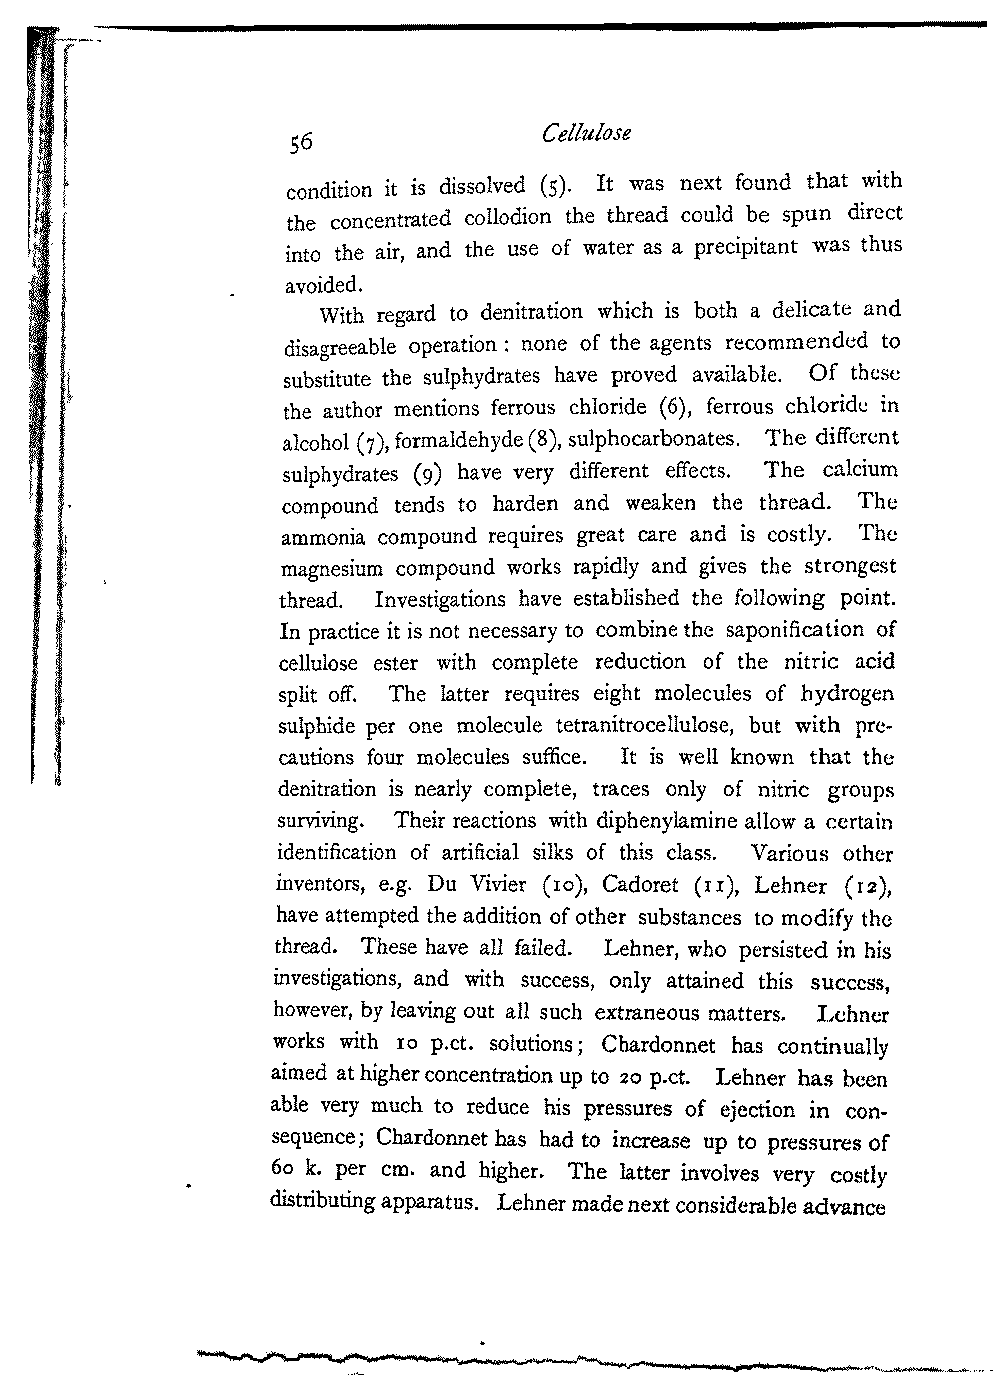 56 Cellulose
condition it is dissolved (5). It was next found that with
the concentrated collodion the thread could be spun direct
into the air, and the use of water as a precipitant was thus
avoided.
With regard to denitration which is both a delicate and
disagreeable operation : none of the agents recommended to
substitute the sulphydrates have proved available. Of these
the author mentions ferrous chloride (6), ferrous chloride in
alcohol (7), formaldehyde (8), sulphocarbonates. The different
sulphydrates (9) have very different effects. The calcium
compound tends to harden and weaken the thread. The
ammonia compound requires great care and is costly. The
magnesium compound works rapidly and gives the strongest
thread. Investigations have established the following point.
In practice it is not necessary to combine the saponification of
cellulose ester with complete reduction of the nitric acid
split off. The latter requires eight molecules of hydrogen
sulphide per one molecule tetranitrocellulose, but with pre-
cautions four molecules suffice. It is well known that the
denitration is nearly complete, traces only of nitric groups
surviving. Their reactions with diphenylamine allow a certain
identification of artificial silks of this class. Various other
inventors, e.g. Du Vivier (10), Cadoret (11), Lehner (12),
have attempted the addition of other substances to modify the
thread. These have all failed. Lehner, who persisted in his
investigations, and with success, only attained this success,
however, by leaving out all such extraneous matters. Lehner
works with 10 p.ct. solutions; Chardonnet has continually
aimed at higher concentration up to 20 p.ct. Lehner has been
able very much to reduce his pressures of ejection in con-
sequence; Chardonnet has had to increase up to pressures of
60 k. per cm. and higher. The latter involves very costly
distributing apparatus. Lehner made next considerable advance